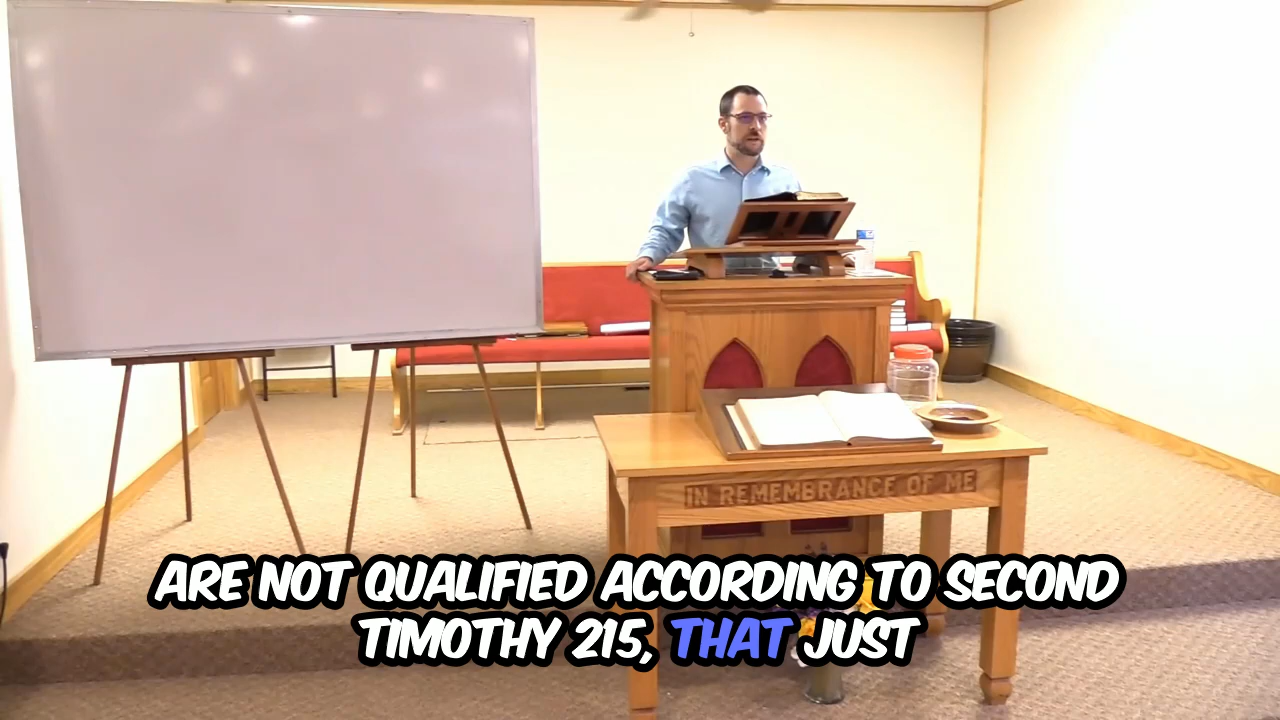 IN REMEMBRANCE OF ME
ARE NOT QUALIFIED ACCORDING TO SECOND
TIMOTHY 215, THAT JUST